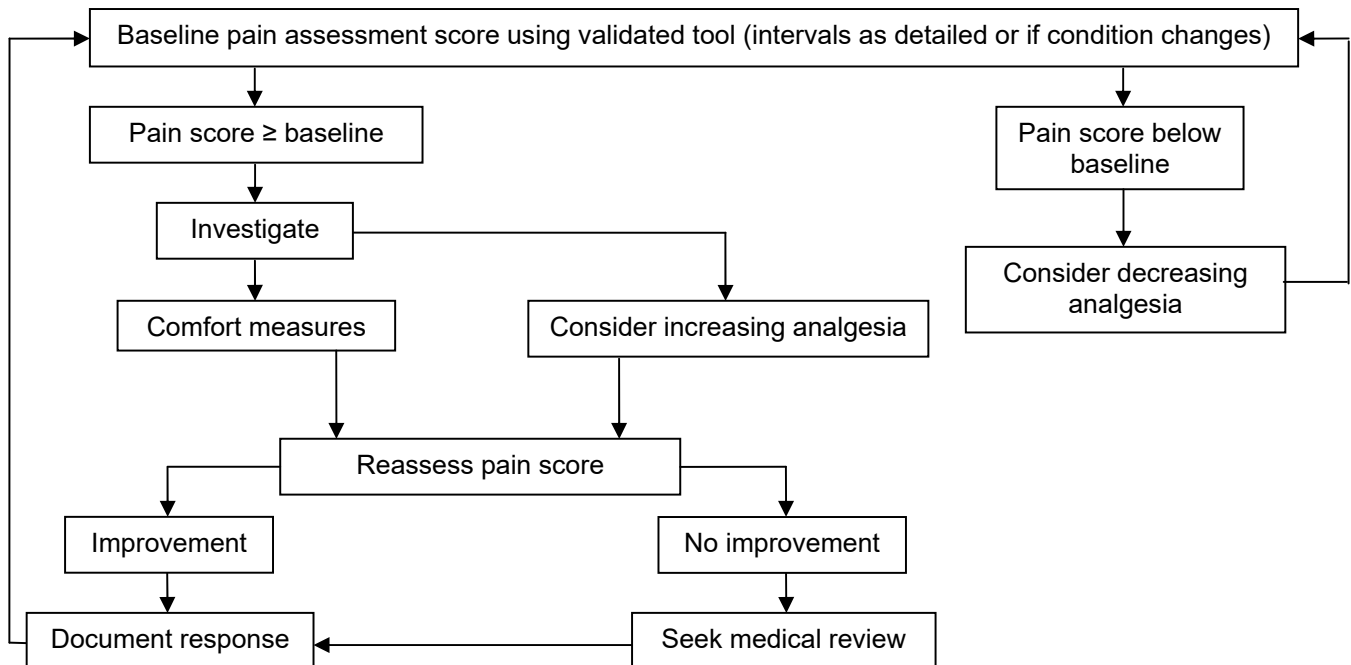 Baseline pain assessment score using validated tool (intervals as detailed or if condition changes)
Pain score ≥ baseline
Pain score below
baseline
Investigate
Consider decreasing
analgesia
Comfort measures
Consider increasing analgesia
Reassess pain score
Improvement
No improvement
Document response
Seek medical review